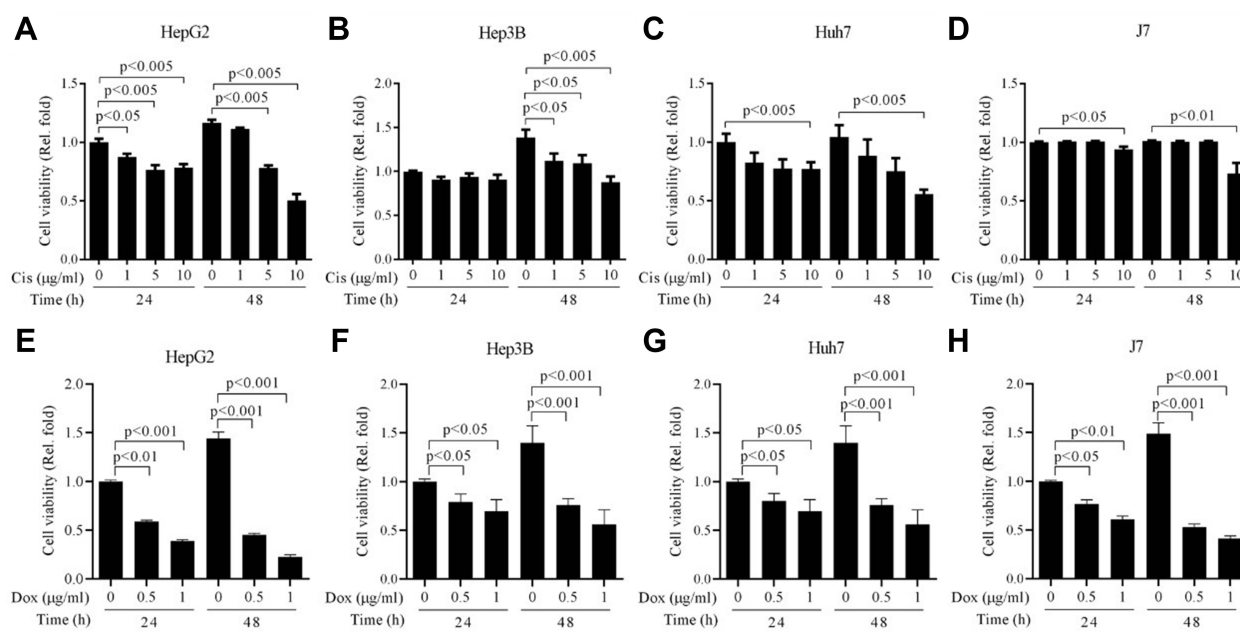 A HepG2
p<0.005
p<0.005
p<0.05
p<0.005
p<0.005
Cell viability (Rel. fold)
1.5
1.0
0.5
0.0
Cis (μg/ml) 0 1 5 10 0 1 5 10
Time (h) 24 48
B Hep3B
p<0.005
p<0.05
p<0.05
Cell viability (Rel. fold)
2.0
1.5
1.0
0.5
0.0
Cis (μg/ml) 0 1 5 10 0 1 5 10
Time (h) 24 48
C Huh7
p<0.005
p<0.005
Cell viability (Rel. fold)
1.5
1.0
0.5
0.0
Cis (μg/ml) 0 1 5 10 0 1 5 10
Time (h) 24 48
D J7
p<0.05
p<0.01
Cell viability (Rel. fold)
1.5
1.0
0.5
0.0
Cis (μg/ml) 0 1 5 10 0 1 5 10
Time (h) 24 48
E HepG2
p<0.001
p<0.01
p<0.001
p<0.001
Cell viability (Rel. fold)
2.0
1.5
1.0
0.5
0.0
Dox (μg/ml) 0 0.5 1 0 0.5 1
Time (h) 24 48
F Hep3B
p<0.05
p<0.05
p<0.001
p<0.001
Cell viability (Rel. fold)
2.0
1.5
1.0
0.5
0.0
Dox (μg/ml) 0 0.5 1 0 0.5 1
Time (h) 24 48
G Huh7
p<0.05
p<0.05
p<0.001
p<0.001
Cell viability (Rel. fold)
2.0
1.5
1.0
0.5
0.0
Dox (μg/ml) 0 0.5 1 0 0.5 1
Time (h) 24 48
H J7
p<0.01
p<0.05
p<0.001
p<0.001
Cell viability (Rel. fold)
2.0
1.5
1.0
0.5
0.0
Dox (μg/ml) 0 0.5 1 0 0.5 1
Time (h) 24 48